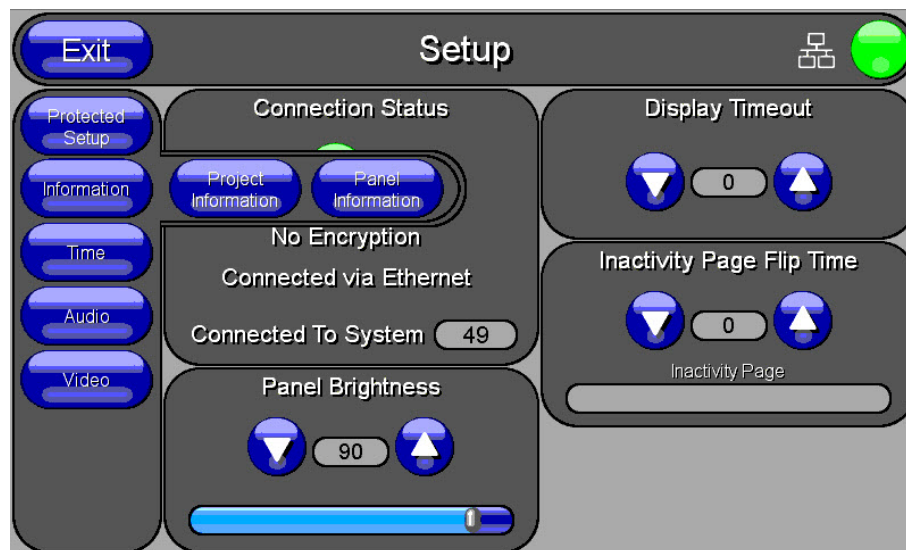 Exit
Setup
Protected
Setup
Information
Time
Audio
Video
Connection Status
Project
Information
Panel
Information
No Encryption
Connected via Ethernet
Connected To System 49
Panel Brightness
90
Display Timeout
0
Inactivity Page Flip Time
0
Inactivity Page